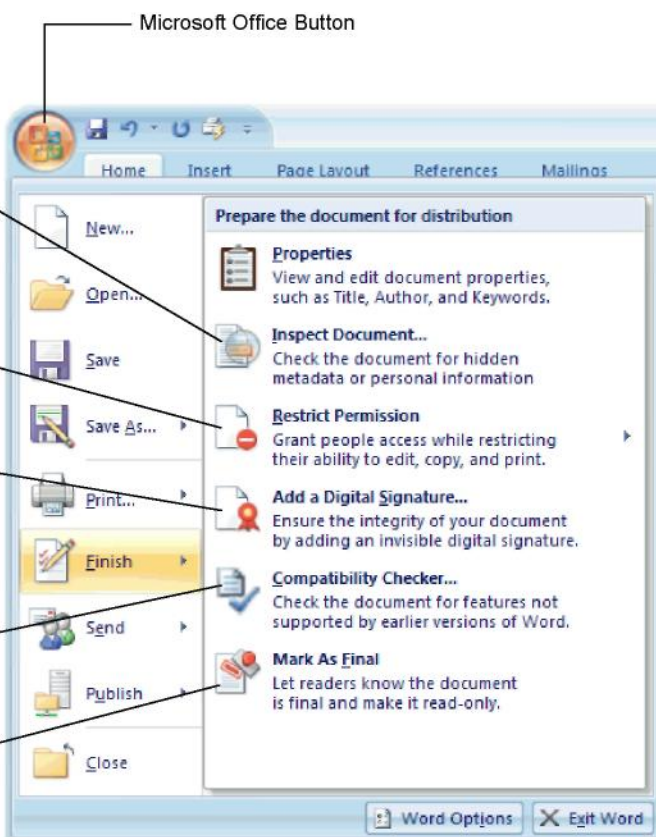 Microsoft Office Button
Home Insert Page Layout References Mailings
New...
Open...
Save
Save As...
Print...
Finish
Send
Publish
Close
Prepare the document for distribution
Properties
View and edit document properties,
such as Title, Author, and Keywords.
Inspect Document...
Check the document for hidden
metadata or personal information
Restrict Permission
Grant people access while restricting
their ability to edit, copy, and print.
Add a Digital Signature...
Ensure the integrity of your document
by adding an invisible digital signature.
Compatibility Checker...
Check the document for features not
supported by earlier versions of Word.
Mark As Final
Let readers know the document
is final and make it read-only.
Word Options Exit Word